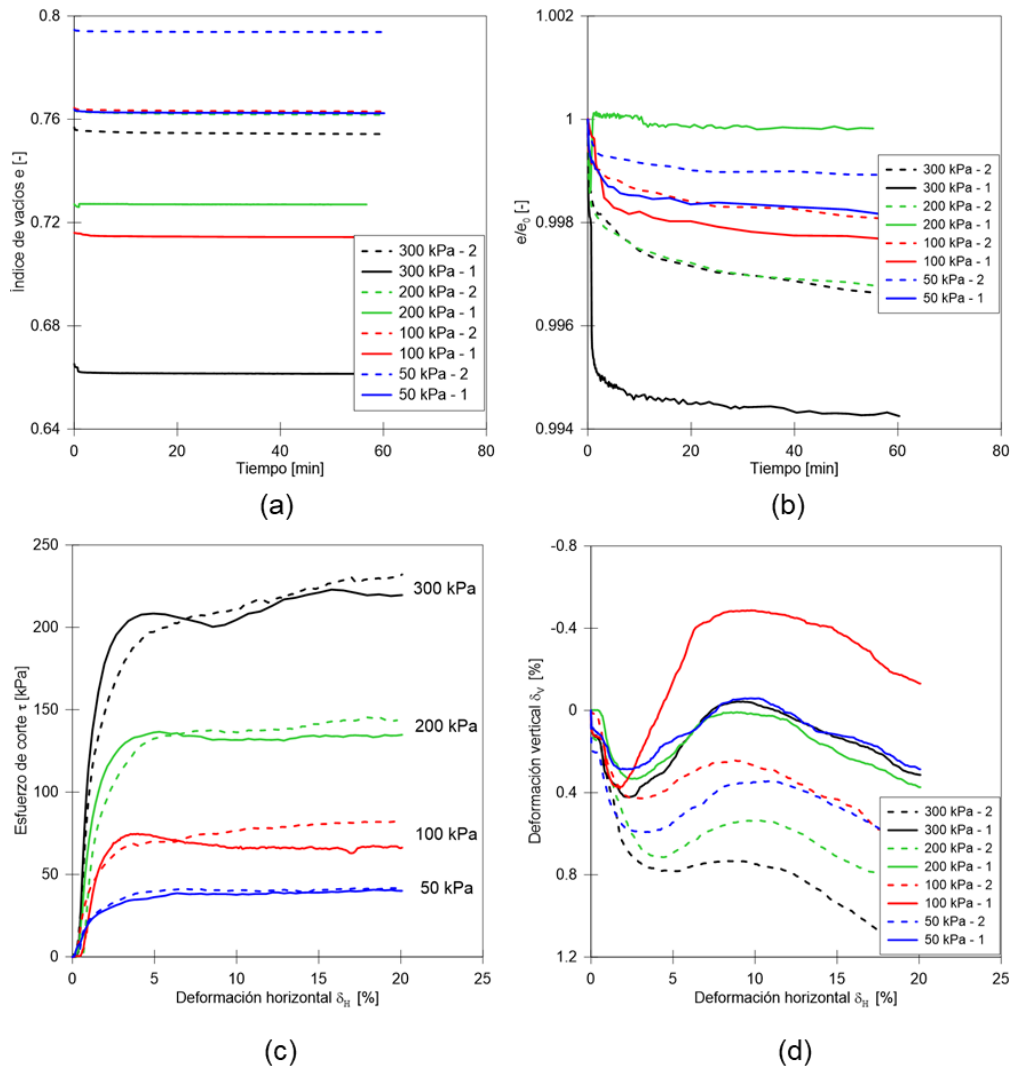 0.8
0.76
0.72
0.68
0.64
Índice de vacios e [-]
300 kPa - 2
300 kPa - 1
200 kPa - 2
200 kPa - 1
100 kPa - 2
100 kPa - 1
50 kPa - 2
50 kPa - 1
0 20 40 60 80
Tiempo [min]
(a)
1.002
1
0.998
0.996
0.994
e/e₀ [-]
300 kPa - 2
300 kPa - 1
200 kPa - 2
200 kPa - 1
100 kPa - 2
100 kPa - 1
50 kPa - 2
50 kPa - 1
0 20 40 60 80
Tiempo [min]
(b)
250
200
150
100
50
0
Esfuerzo de corte τ [kPa]
300 kPa
200 kPa
100 kPa
50 kPa
0 5 10 15 20 25
Deformación horizontal δH [%]
(c)
-0.8
-0.4
0
0.4
0.8
1.2
Deformación vertical δV [%]
300 kPa - 2
300 kPa - 1
200 kPa - 2
200 kPa - 1
100 kPa - 2
100 kPa - 1
50 kPa - 2
50 kPa - 1
0 5 10 15 20 25
Deformación horizontal δH [%]
(d)